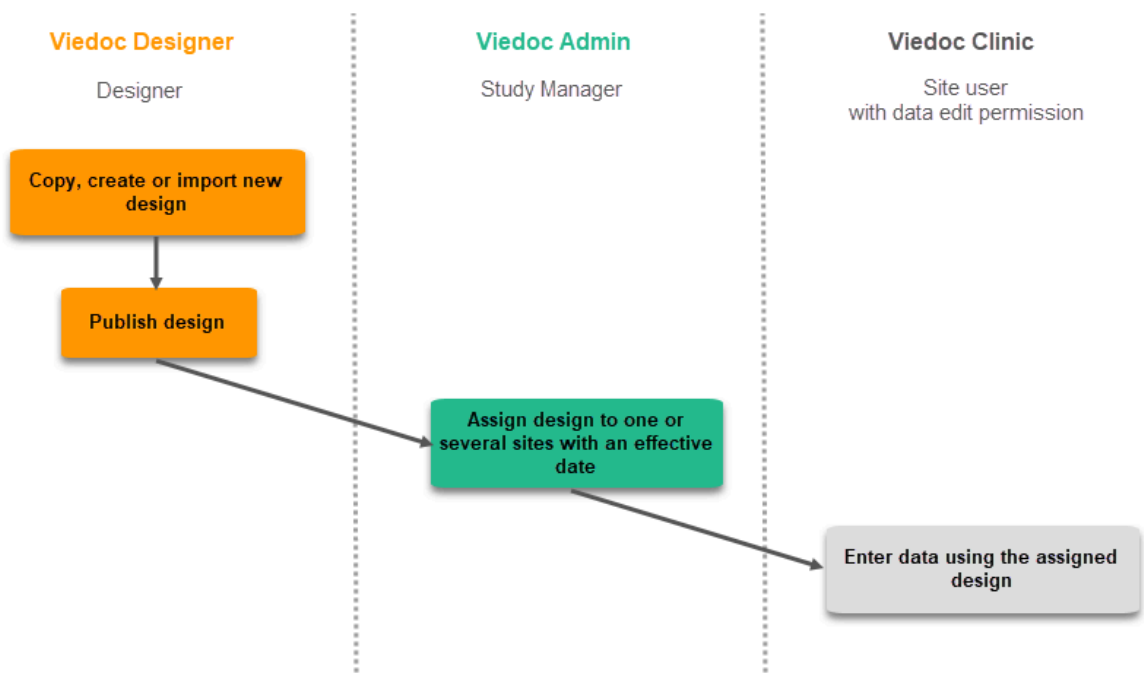 Viedoc Designer
Viedoc Admin
Viedoc Clinic
Designer
Study Manager
Site user
with data edit permission
Copy, create or import new
design
Publish design
Assign design to one or
several sites with an effective
date
Enter data using the assigned
design